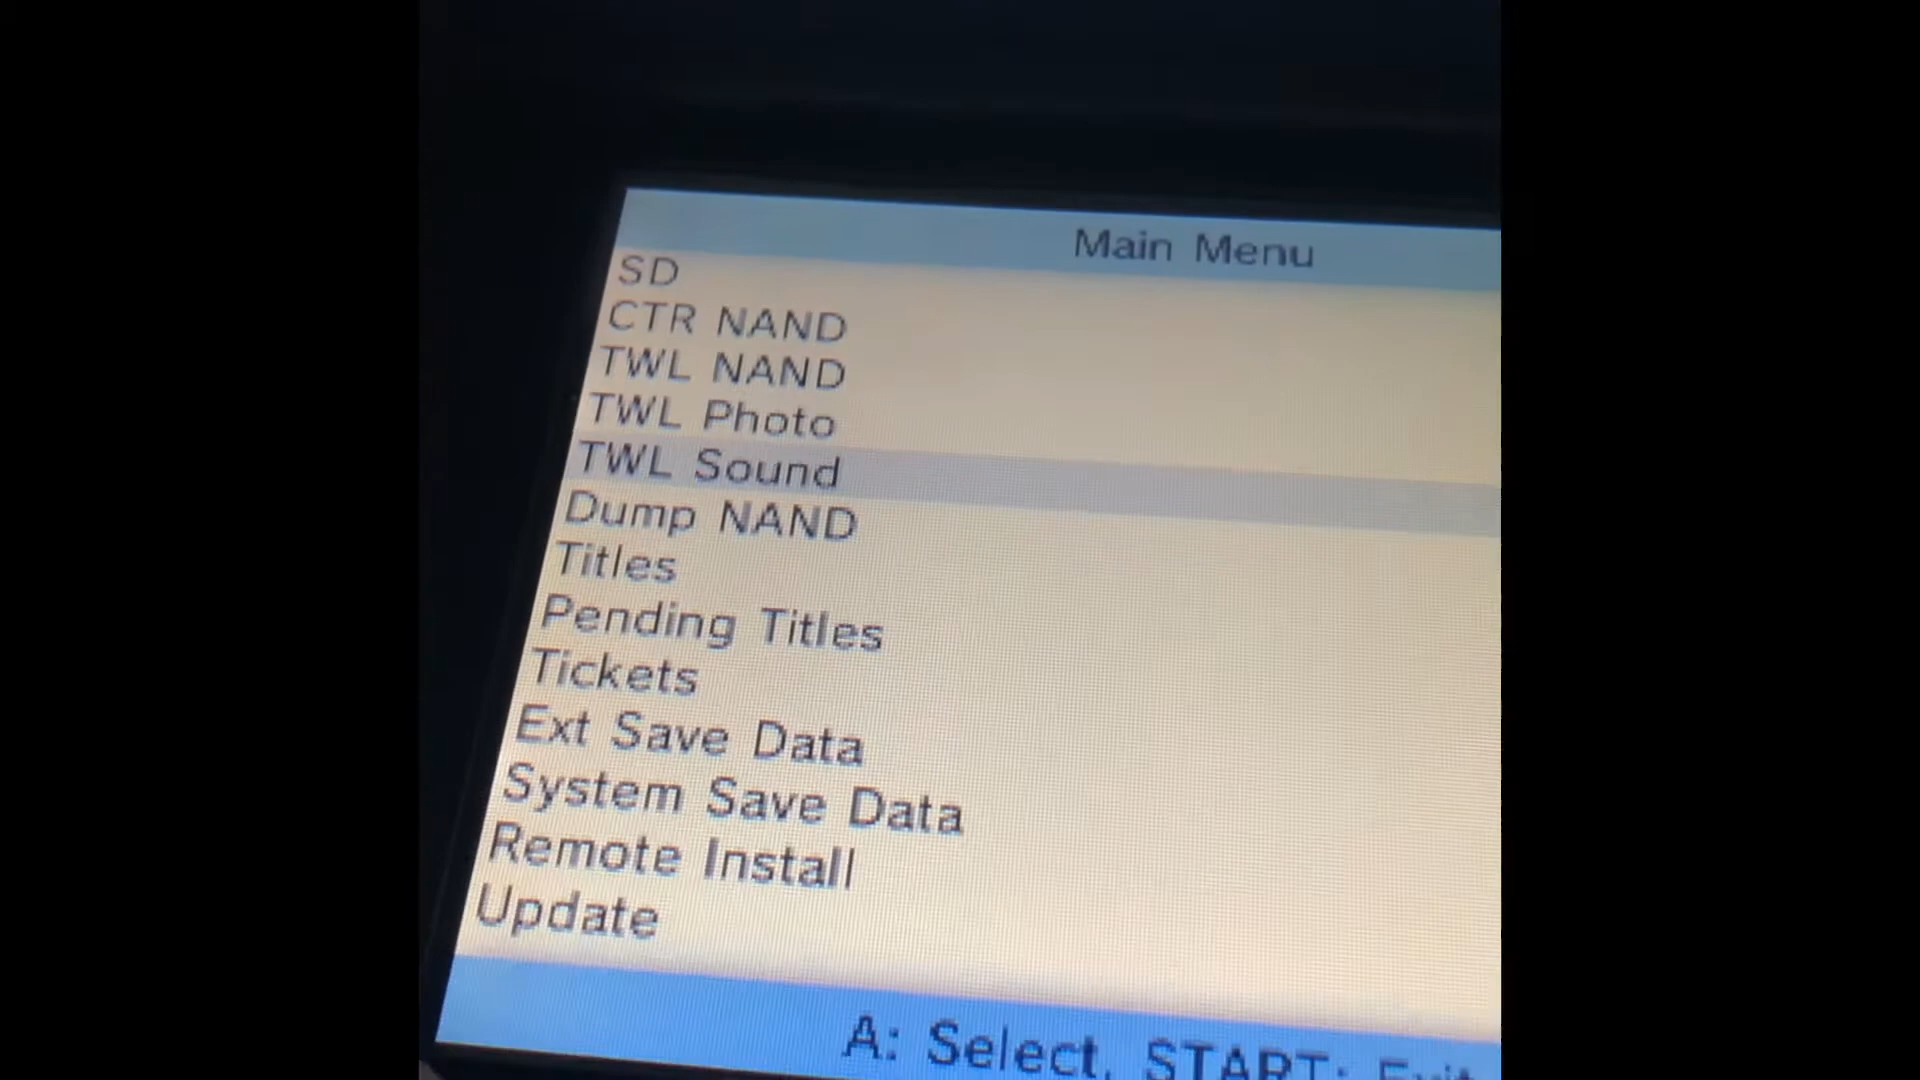 Main Menu
SD
CTR NAND
TWL NAND
TWL Photo
TWL Sound
Dump NAND
Titles
Pending Titles
Tickets
Ext Save Data
System Save Data
Remote Install
Update
A: Select, START: Exit